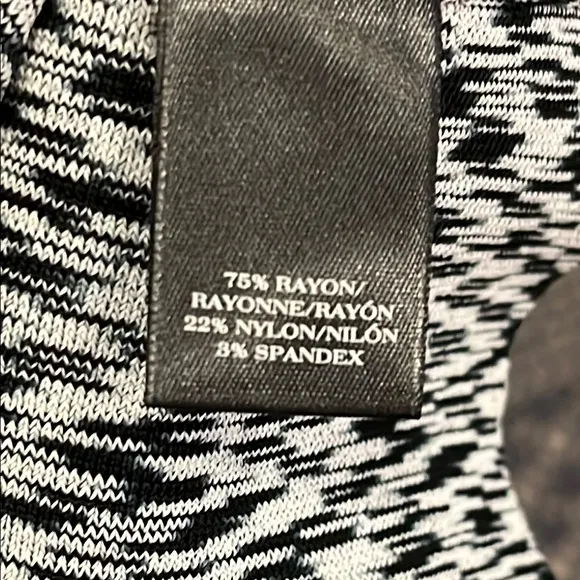 75% RAYON/
RAYONNE/RAYÓN
22% NYLON/NILÓN
3% SPANDEX